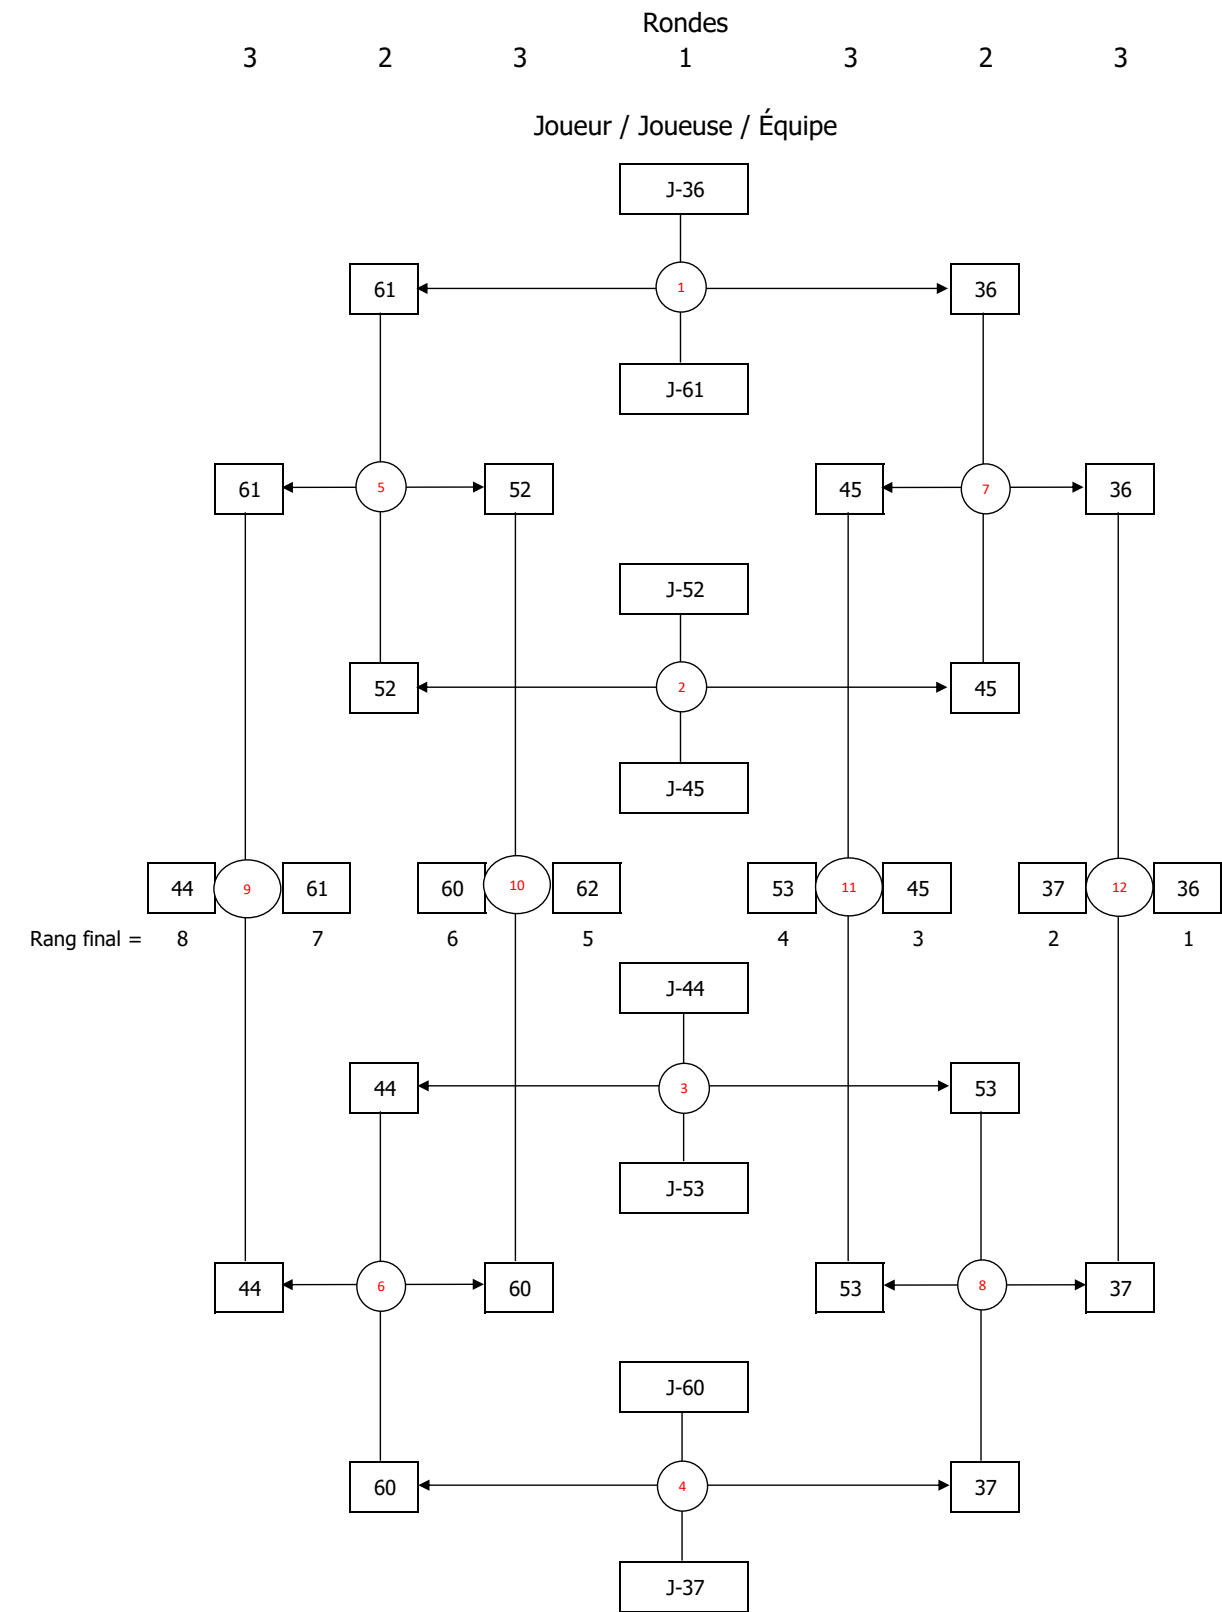 Rondes
3 2 3 1 3 2 3
Joueur / Joueuse / Équipe
J-36
61 1 36
J-61
61 5 52 45 7 36
J-52
52 2 45
J-45
44 9 61 60 10 62 53 11 45 37 12 36
Rang final = 8 7 6 5 4 3 2 1
J-44
44 3 53
J-53
44 6 60 53 8 37
J-60
60 4 37
J-37